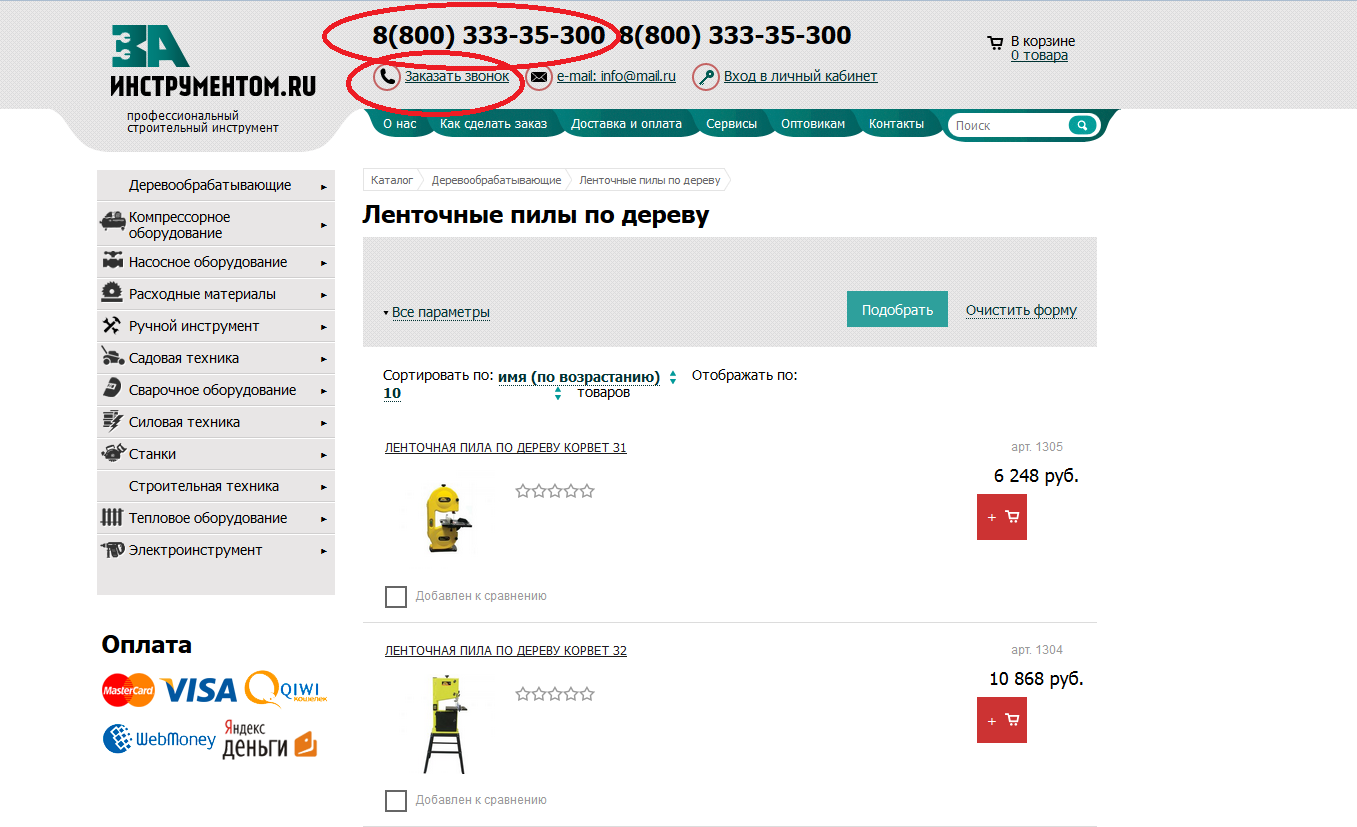 8(800) 333-35-300 8(800) 333-35-300
Заказать звонок e-mail: info@mail.ru Вход в личный кабинет
В корзине
0 товара
ЗА
ИНСТРУМЕНТОМ.RU
профессиональный
строительный инструмент
О нас Как сделать заказ Доставка и оплата Сервисы Оптовикам Контакты Поиск
Деревообрабатывающие
Компрессорное
оборудование
Насосное оборудование
Расходные материалы
Ручной инструмент
Садовая техника
Сварочное оборудование
Силовая техника
Станки
Строительная техника
Тепловое оборудование
Электроинструмент
Оплата
MasterCard VISA QIWI КОШЕЛЕК
WebMoney Яндекс
деньги
Каталог Деревообрабатывающие Ленточные пилы по дереву
Ленточные пилы по дереву
Все параметры Подобрать Очистить форму
Сортировать по: имя (по возрастанию) Отображать по:
10 товаров
ЛЕНТОЧНАЯ ПИЛА ПО ДЕРЕВУ КОРВЕТ 31 арт. 1305
6 248 руб.
+
Добавлен к сравнению
ЛЕНТОЧНАЯ ПИЛА ПО ДЕРЕВУ КОРВЕТ 32 арт. 1304
10 868 руб.
+
Добавлен к сравнению